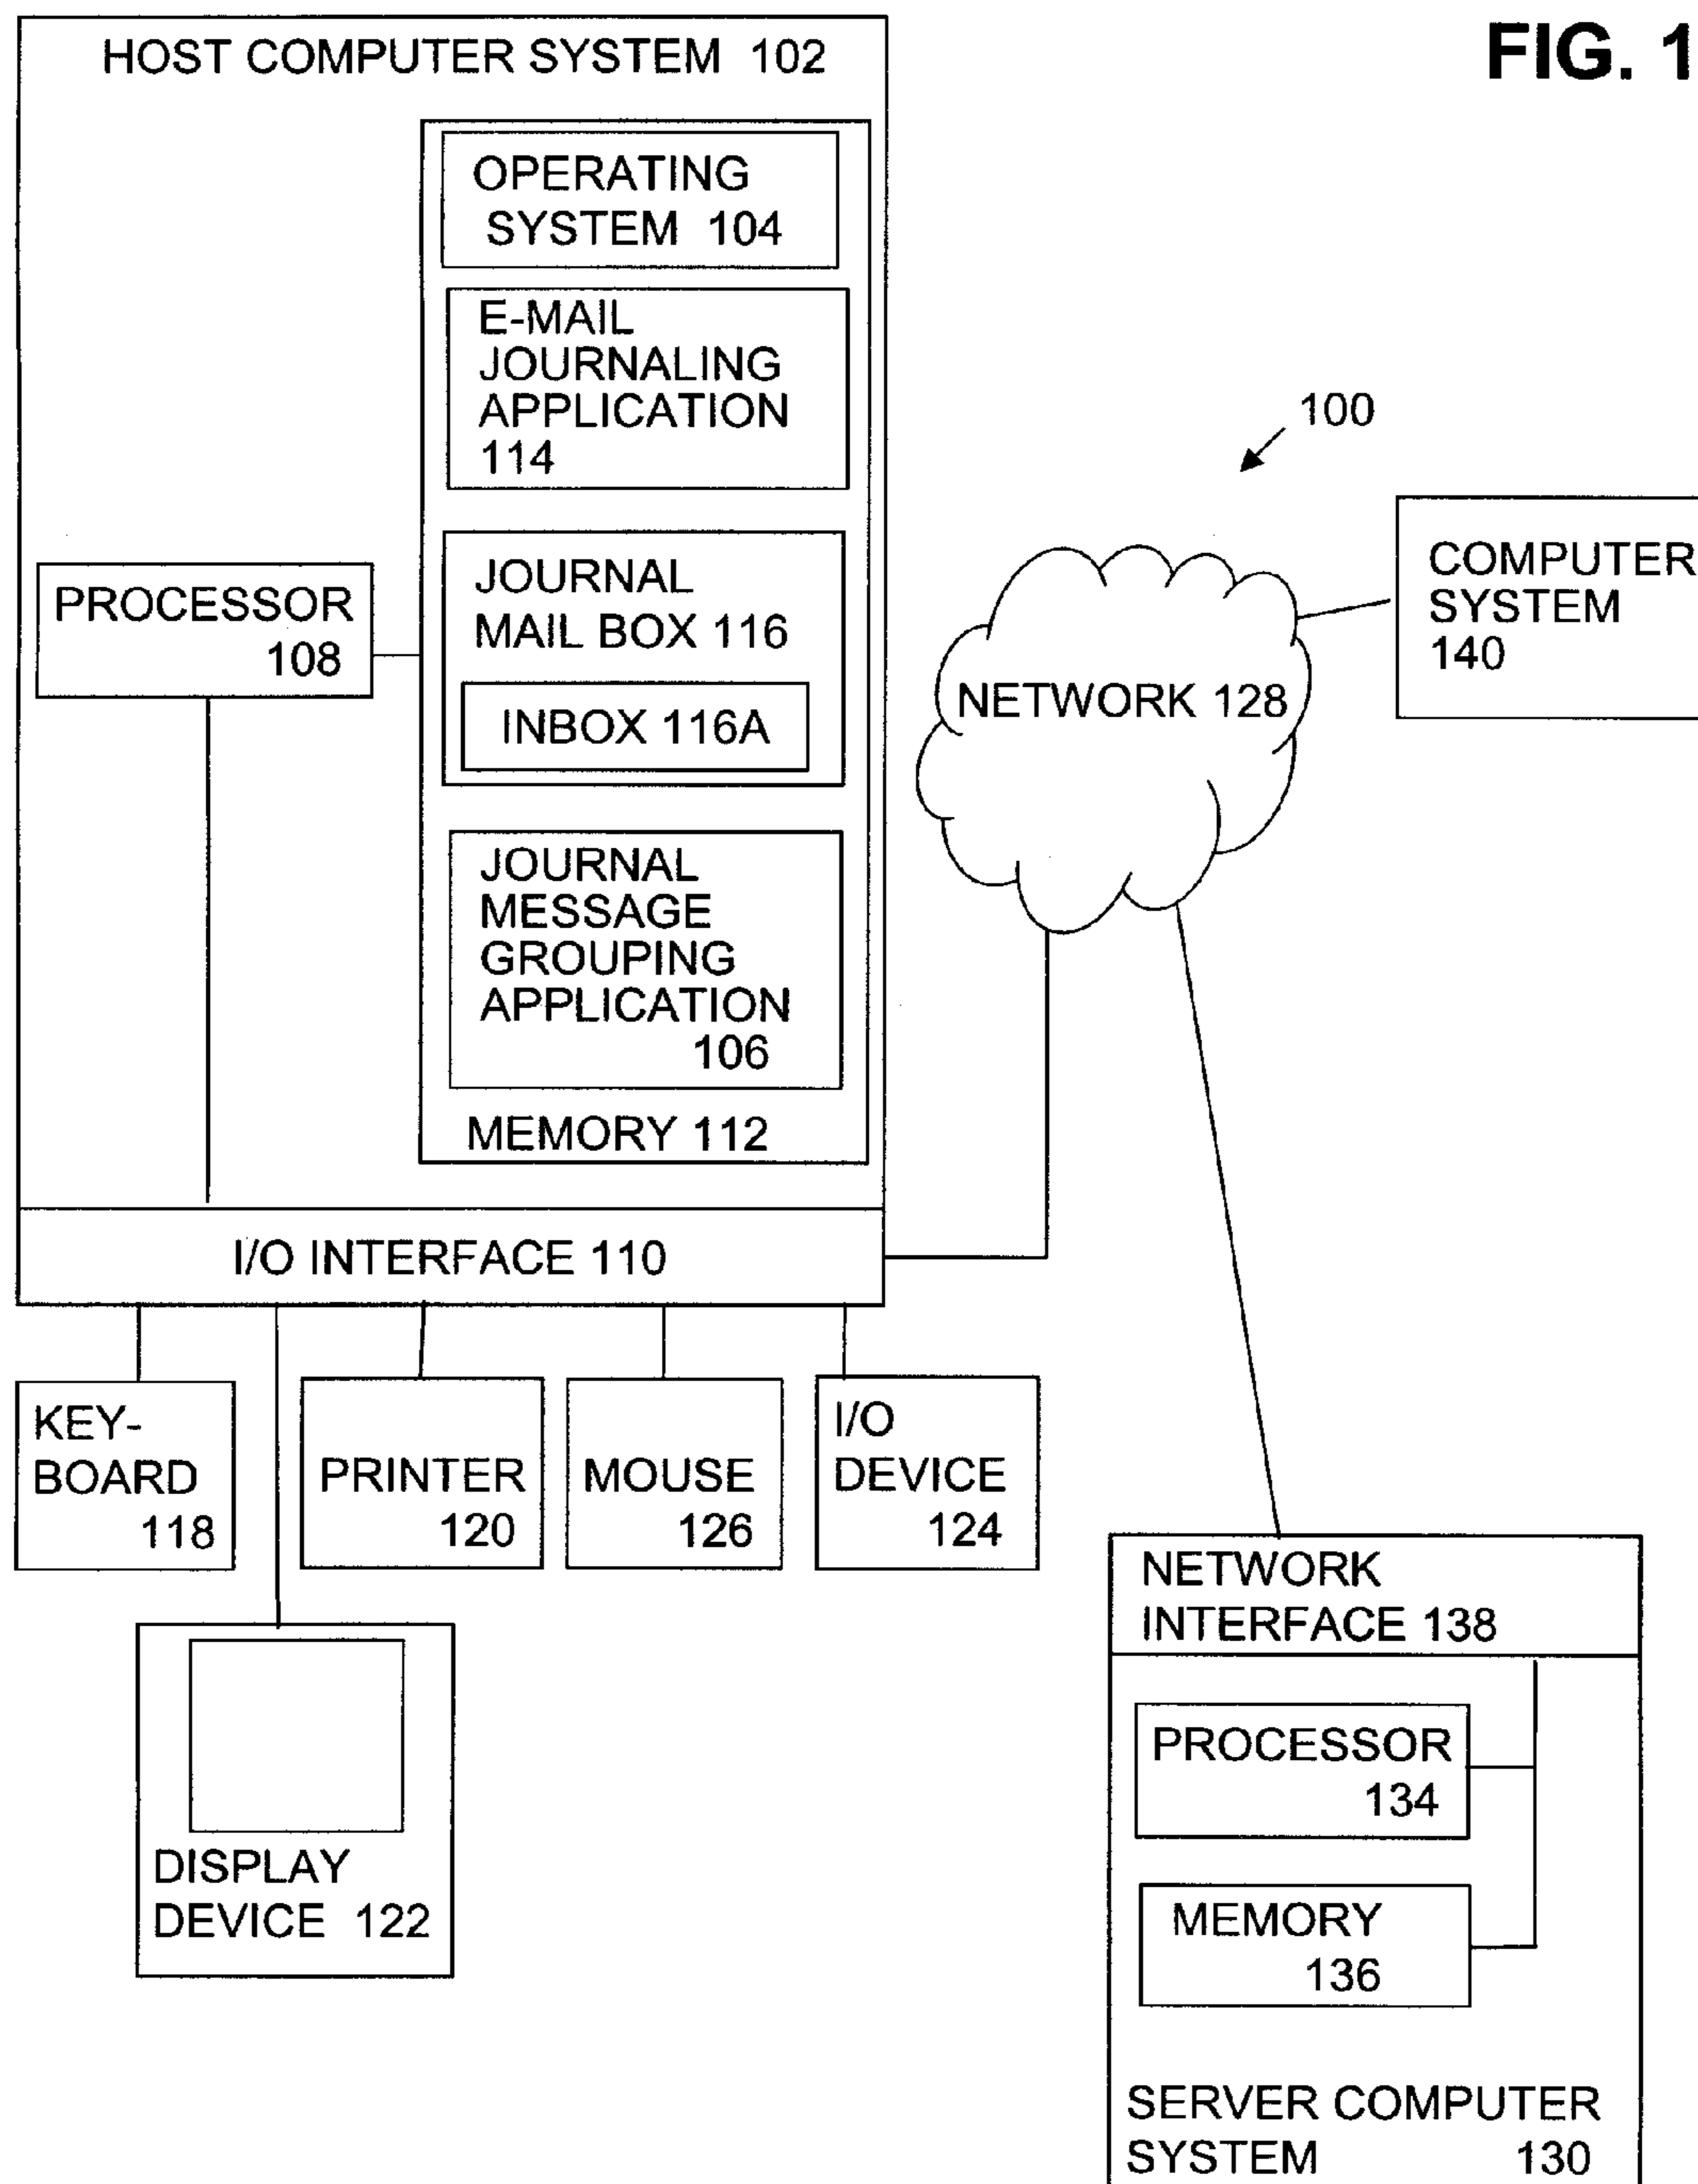 FIG. 1
HOST COMPUTER SYSTEM 102
OPERATING
SYSTEM 104
E-MAIL
JOURNALING
APPLICATION
114
PROCESSOR
108
JOURNAL
MAIL BOX 116
INBOX 116A
JOURNAL
MESSAGE
GROUPING
APPLICATION
106
MEMORY 112
I/O INTERFACE 110
100
NETWORK 128
COMPUTER
SYSTEM
140
KEY-
BOARD
118
PRINTER
120
MOUSE
126
I/O
DEVICE
124
DISPLAY
DEVICE 122
NETWORK
INTERFACE 138
PROCESSOR
134
MEMORY
136
SERVER COMPUTER
SYSTEM 130